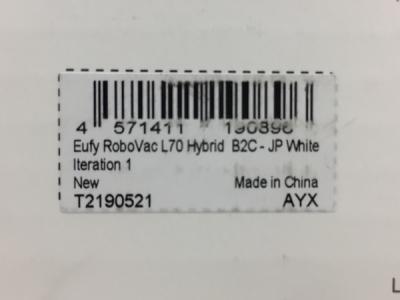 4 571411 190896
Eufy RoboVac L70 Hybrid B2C - JP White
Iteration 1
New Made in China
T2190521 AYX
L